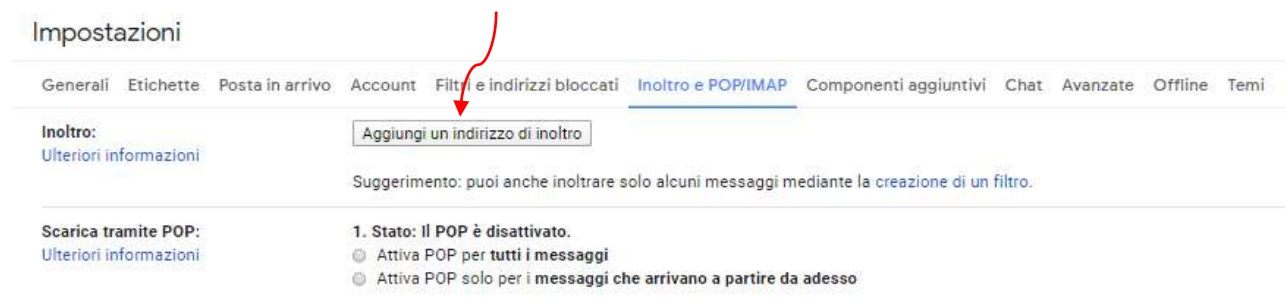 Impostazioni
Generali Etichette Posta in arrivo Account Filtri e indirizzi bloccati Inoltro e POP/IMAP Componenti aggiuntivi Chat Avanzate Offline Temi
Inoltro:
Aggiungi un indirizzo di inoltro
Ulteriori informazioni
Suggerimento: puoi anche inoltrare solo alcuni messaggi mediante la creazione di un filtro.
Scarica tramite POP:
1. Stato: Il POP è disattivato.
Ulteriori informazioni
Attiva POP per tutti i messaggi
Attiva POP solo per i messaggi che arrivano a partire da adesso